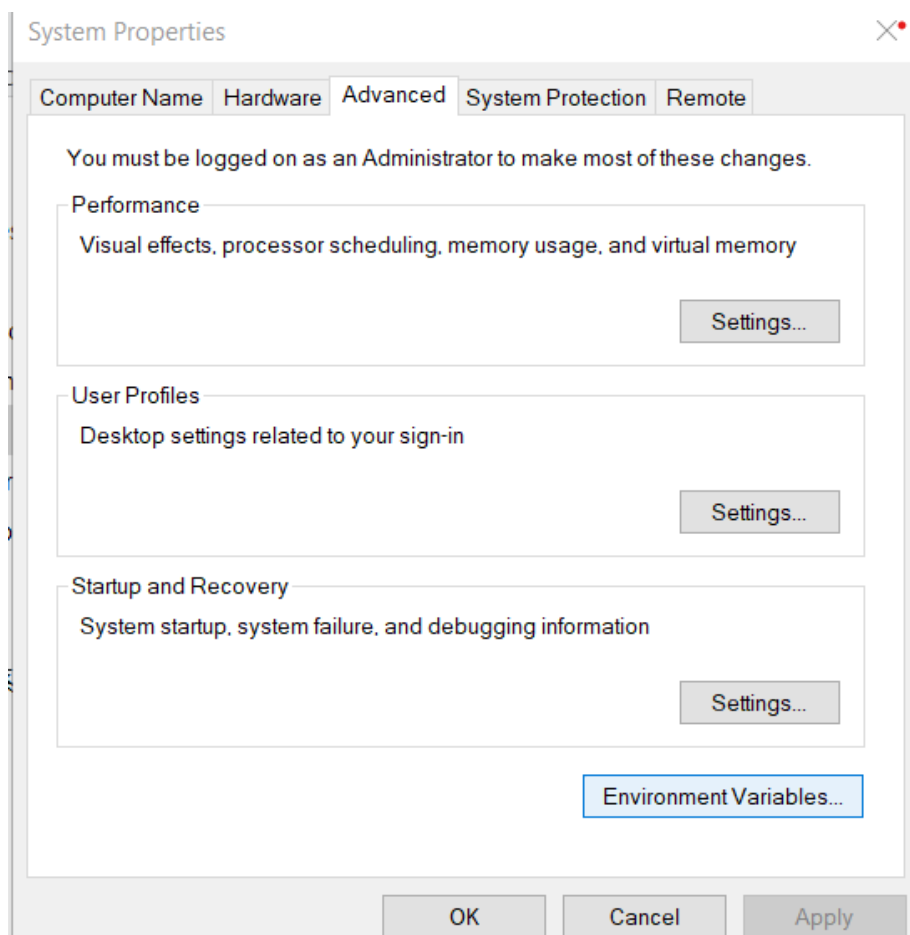 System Properties
Computer Name Hardware Advanced System Protection Remote
You must be logged on as an Administrator to make most of these changes.
Performance
Visual effects, processor scheduling, memory usage, and virtual memory
Settings...
User Profiles
Desktop settings related to your sign-in
Settings...
Startup and Recovery
System startup, system failure, and debugging information
Settings...
Environment Variables...
OK Cancel Apply